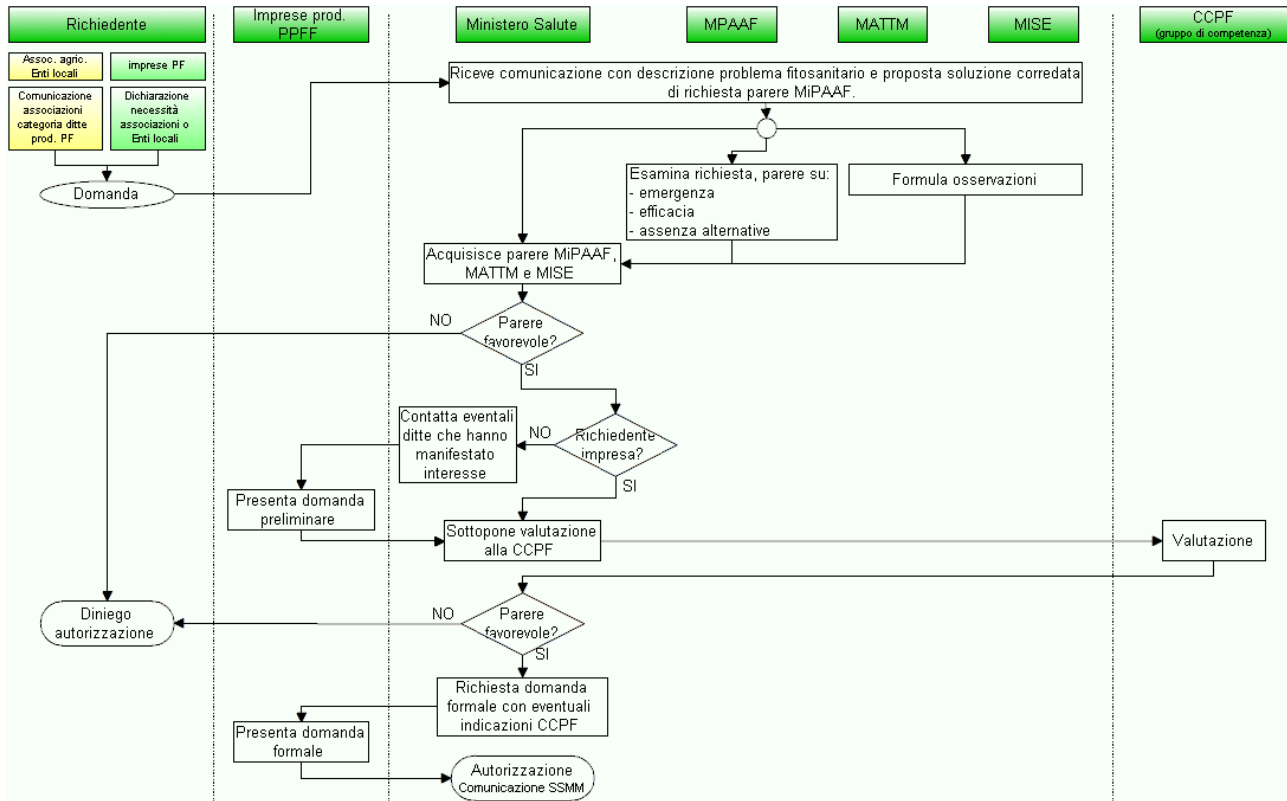 Richiedente
Imprese prod.
PPFF
Ministero Salute
MPAAF
MATTM
MISE
CCPF
(gruppo di competenza)
Assoc. agric.
Enti locali
imprese PF
Comunicazione
associazioni
categoria ditte
prod. PF
Dichiarazione
necessità
associazioni o
Enti locali
Domanda
Riceve comunicazione con descrizione problema fitosanitario e proposta soluzione corredata
di richiesta parere MiPAAF.
Esamina richiesta, parere su:
- emergenza
- efficacia
- assenza alternative
Formula osservazioni
Acquisisce parere MiPAAF,
MATTM e MISE
Parere
favorevole?
NO
SI
Richiedente
impresa?
NO
SI
Contatta eventali
ditte che hanno
manifestato
interesse
Presenta domanda
preliminare
Sottopone valutazione
alla CCPF
Valutazione
Parere
favorevole?
NO
SI
Diniego
autorizzazione
Richiesta domanda
formale con eventuali
indicazioni CCPF
Presenta domanda
formale
Autorizzazione
Comunicazione SSMM